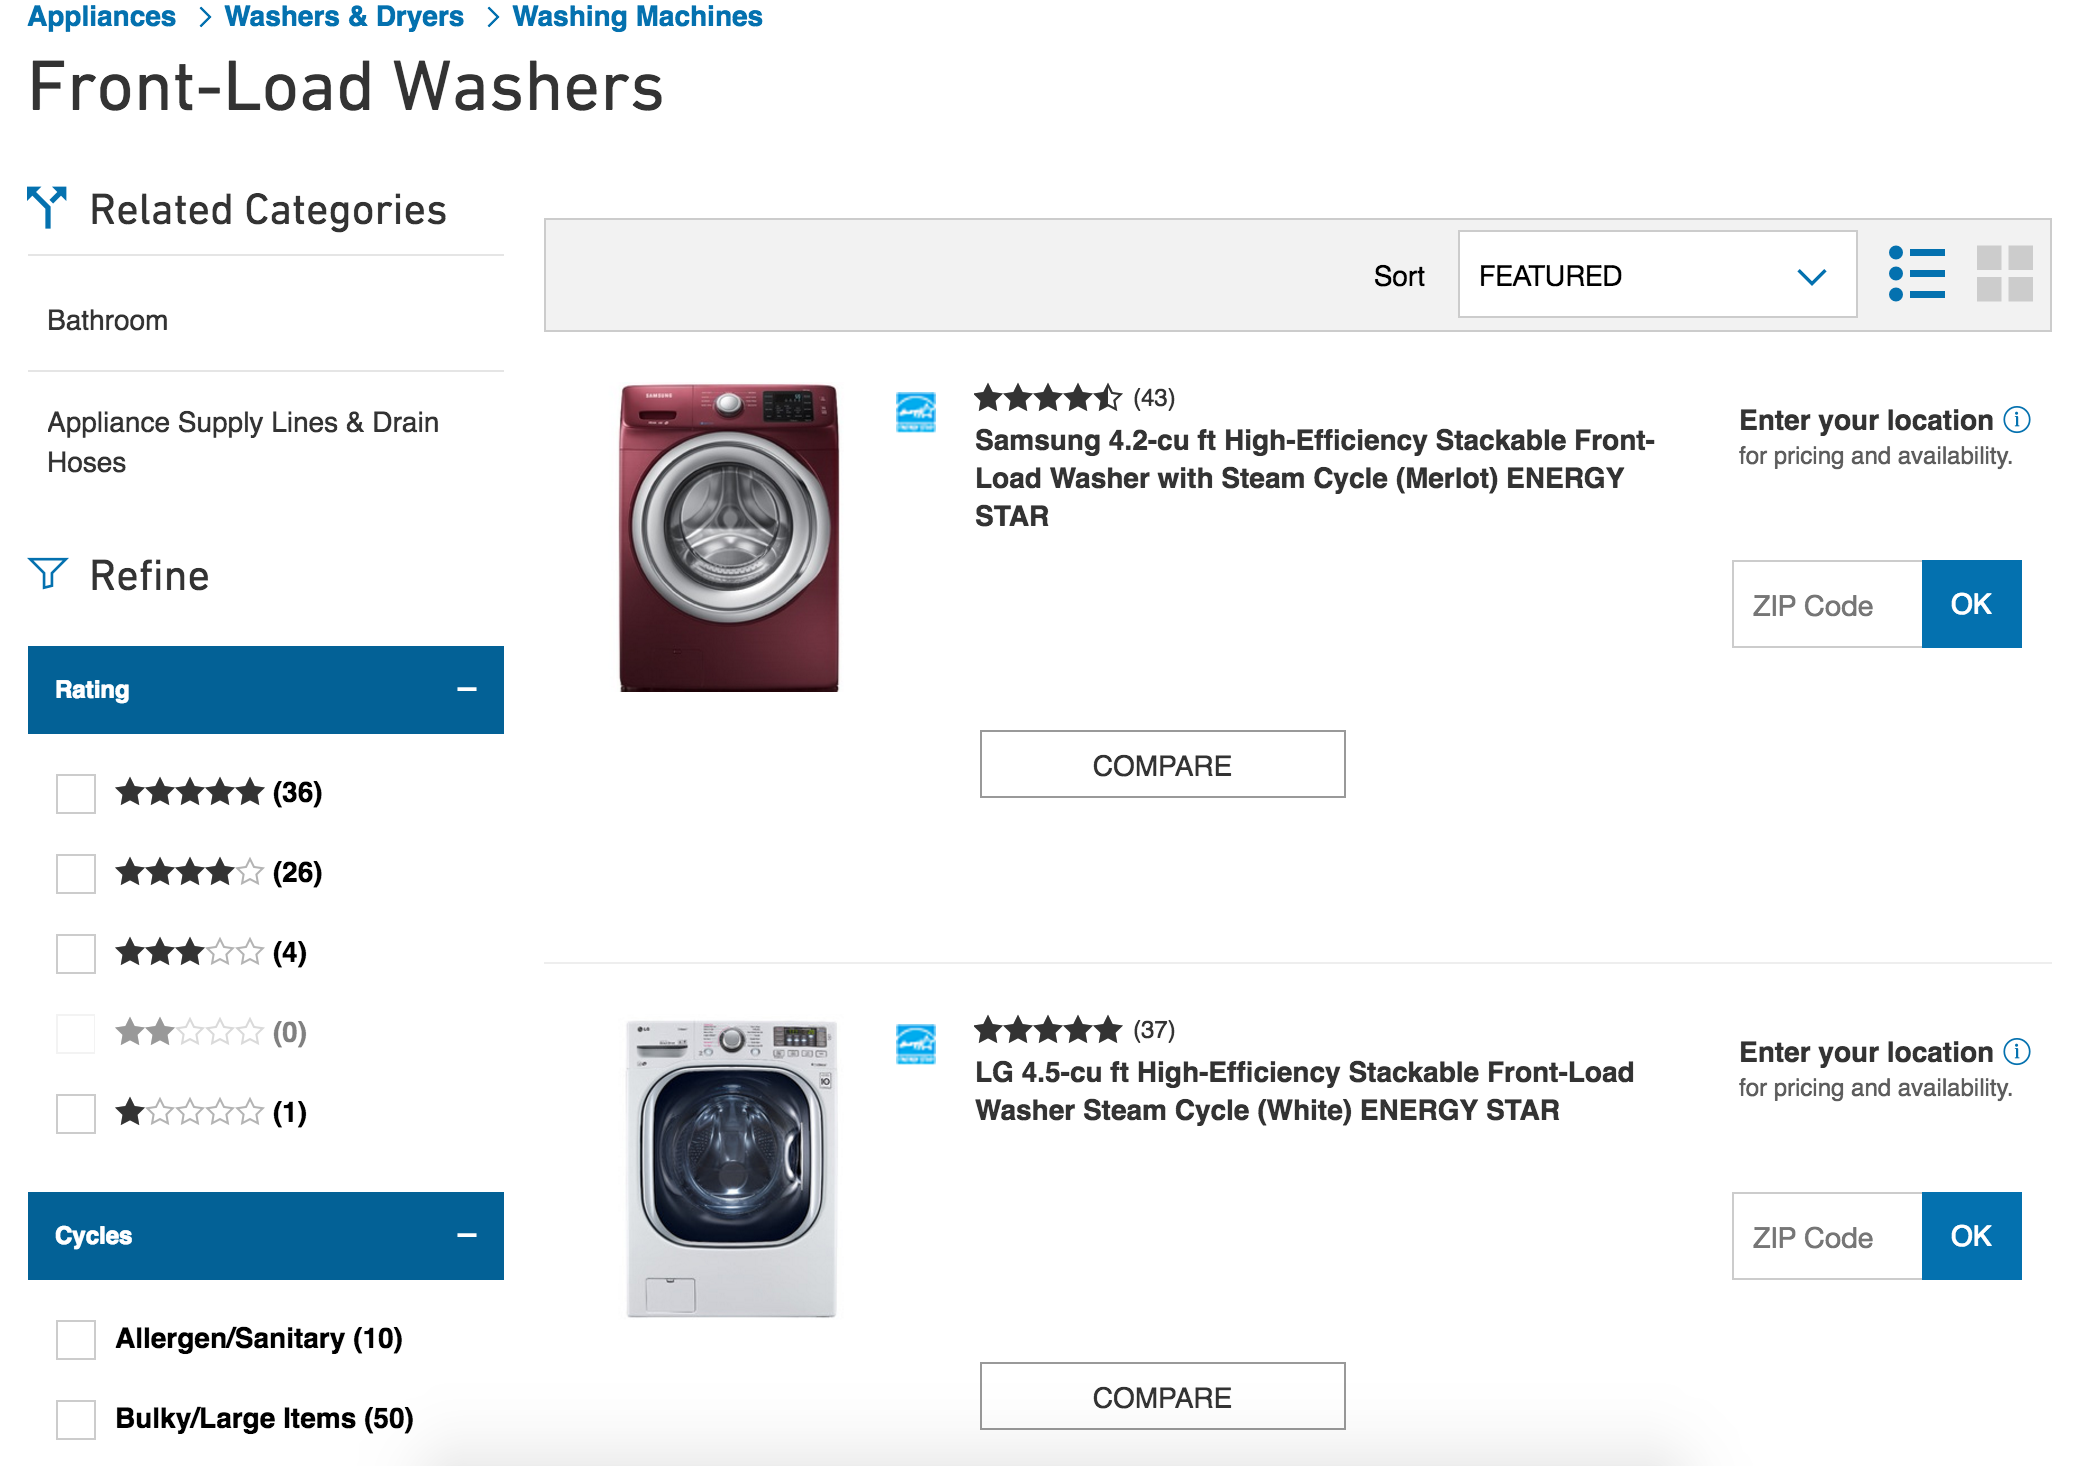 Appliances > Washers & Dryers > Washing Machines
Front-Load Washers
Related Categories
Bathroom
Appliance Supply Lines & Drain
Hoses
Refine
Rating
(36)
(26)
(4)
(0)
(1)
Cycles
Allergen/Sanitary (10)
Bulky/Large Items (50)
Sort FEATURED
SAMSUNG
(43)
Samsung 4.2-cu ft High-Efficiency Stackable Front-
Load Washer with Steam Cycle (Merlot) ENERGY
STAR
Enter your location
for pricing and availability.
ZIP Code OK
COMPARE
LG
(37)
LG 4.5-cu ft High-Efficiency Stackable Front-Load
Washer Steam Cycle (White) ENERGY STAR
Enter your location
for pricing and availability.
ZIP Code OK
COMPARE